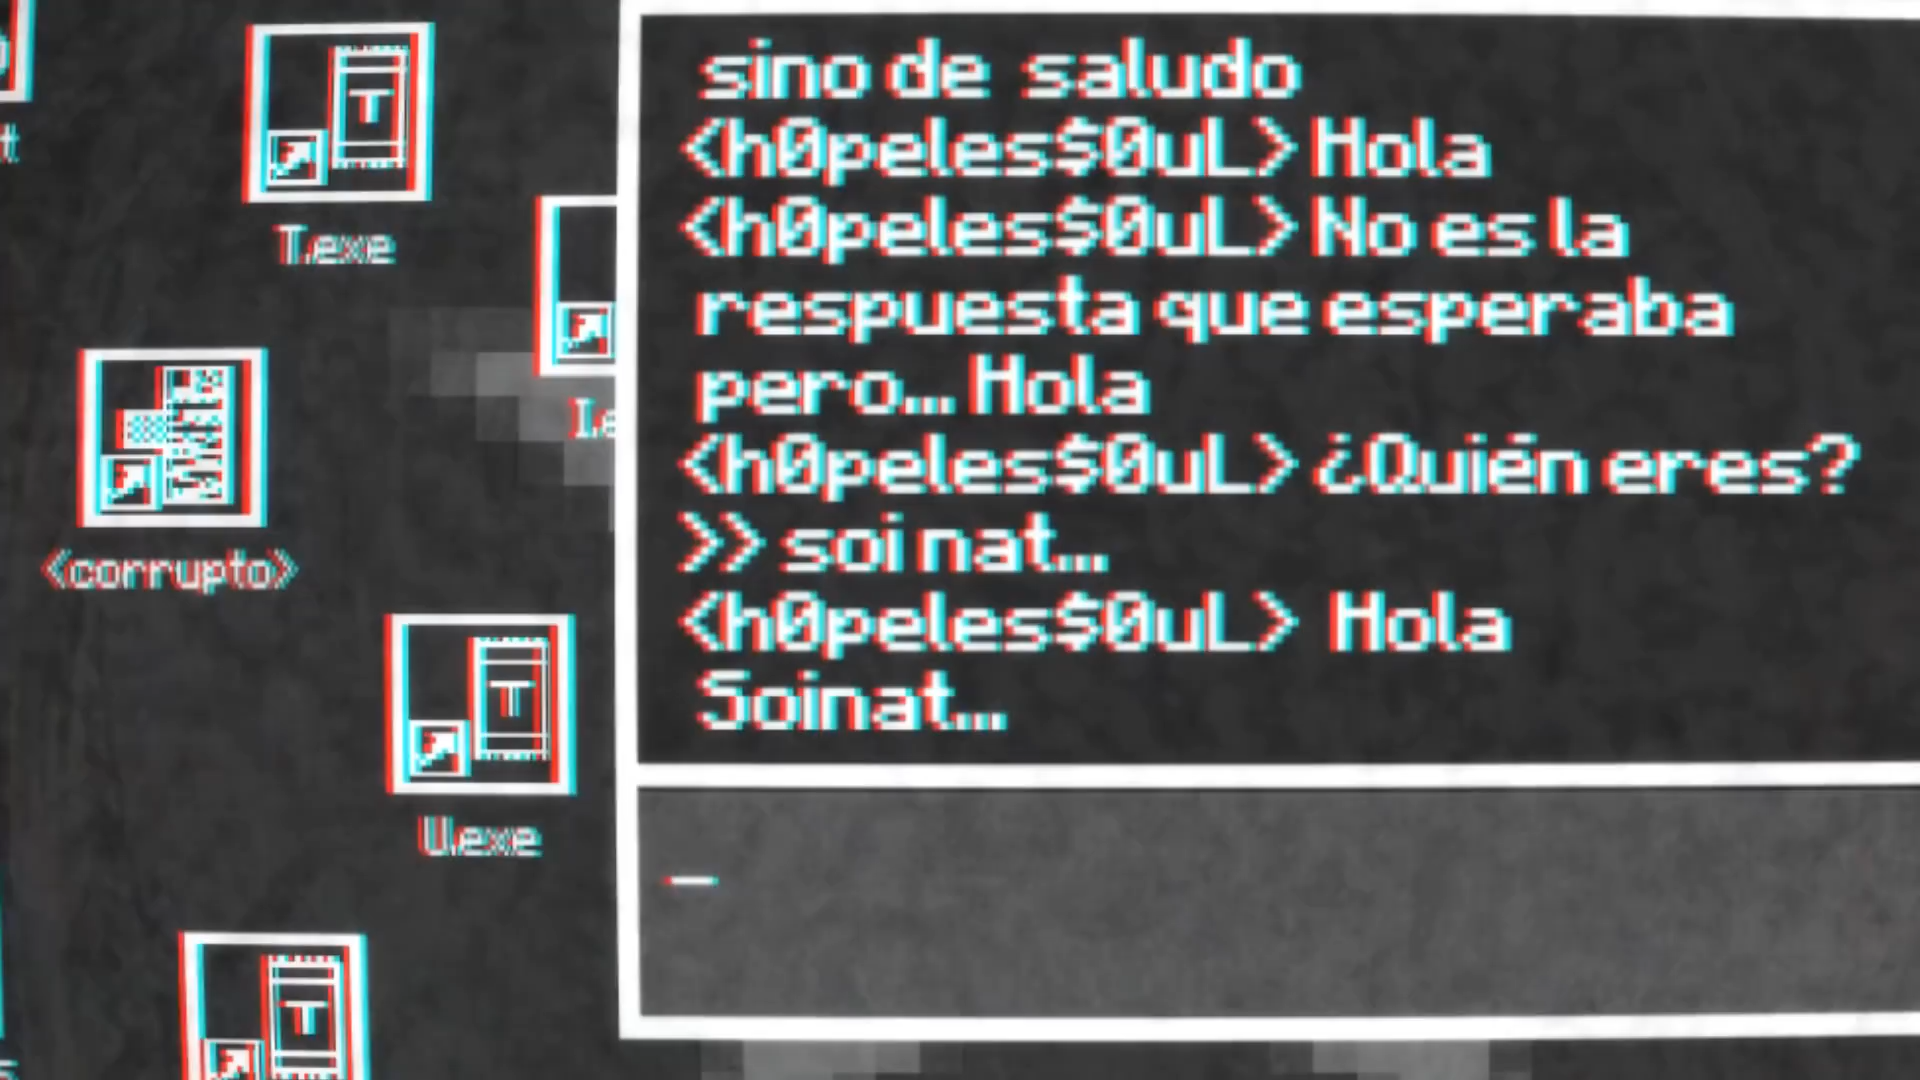 sino de saludo
<h0peles$0uL> Hola
<h0peles$0uL> No es la
respuesta que esperaba
pero... Hola
<h0peles$0uL> ¿Quién eres?
>> soi nat...
<h0peles$0uL> Hola
Soinat...
T.exe
<corrupto>
U.exe
T
T
T